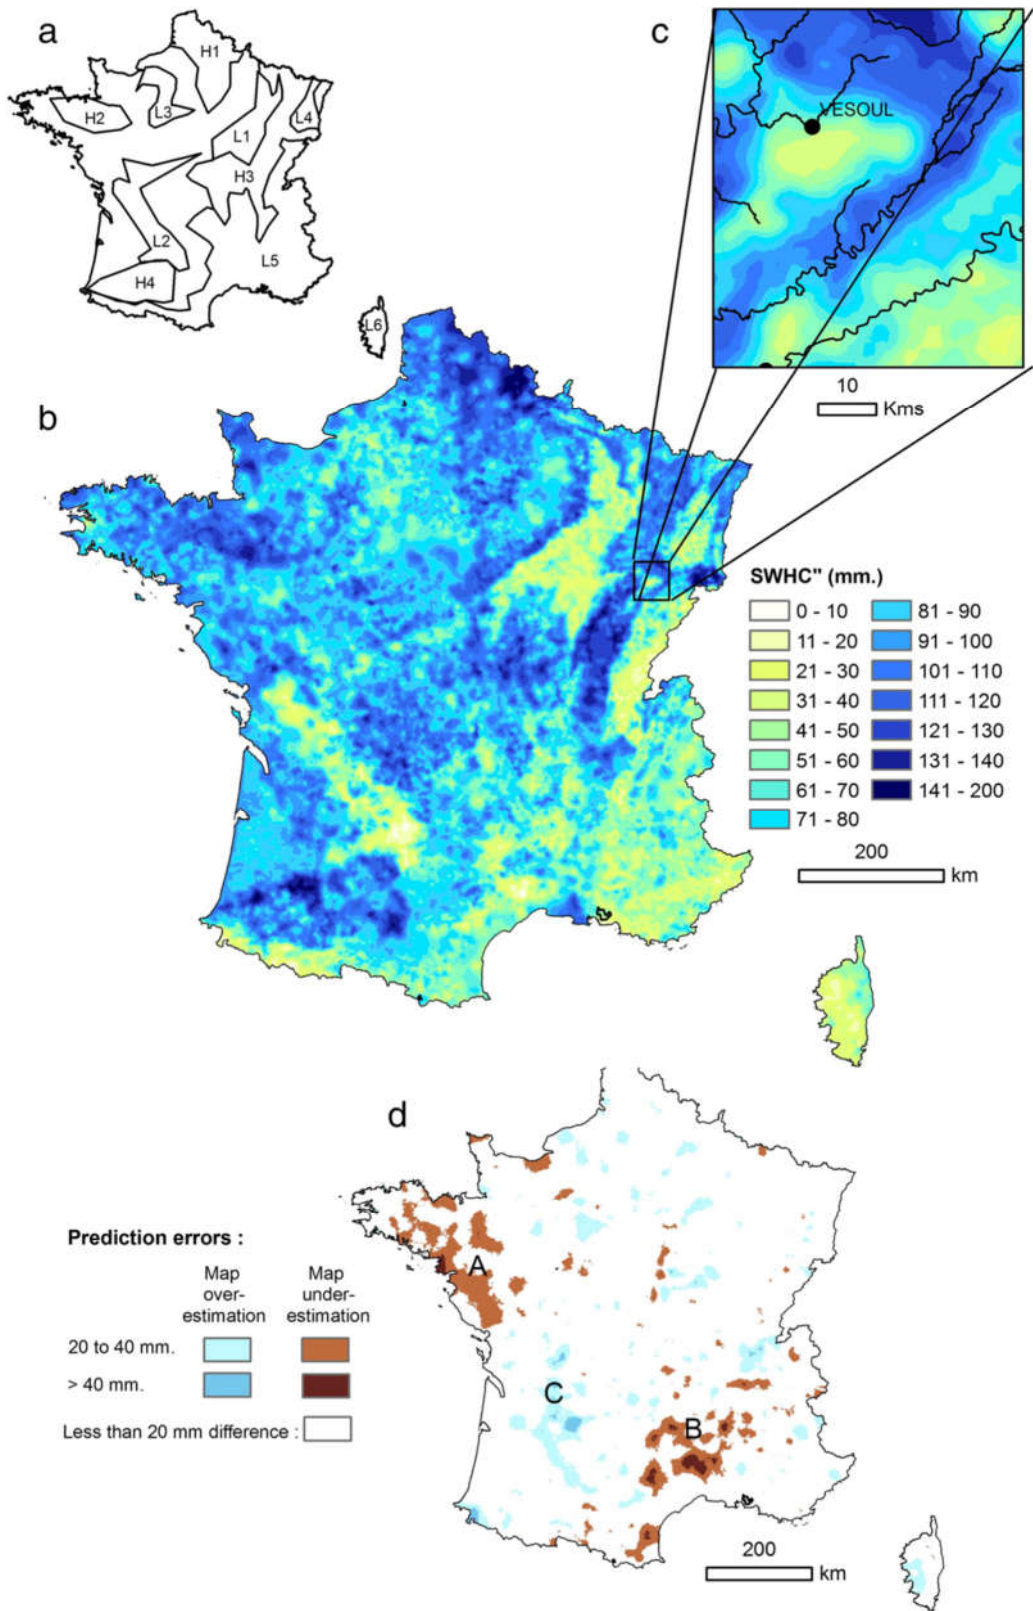 a
H1
H2
L3
L4
L1
H3
L2
L5
H4
L6
c
VESOUL
10
Kms
b
SWHC" (mm.)
0 - 10
11 - 20
21 - 30
31 - 40
41 - 50
51 - 60
61 - 70
71 - 80
81 - 90
91 - 100
101 - 110
111 - 120
121 - 130
131 - 140
141 - 200
200
km
d
Prediction errors :
Map
over-
estimation
Map
under-
estimation
20 to 40 mm.
> 40 mm.
Less than 20 mm difference :
A
C
B
200
km